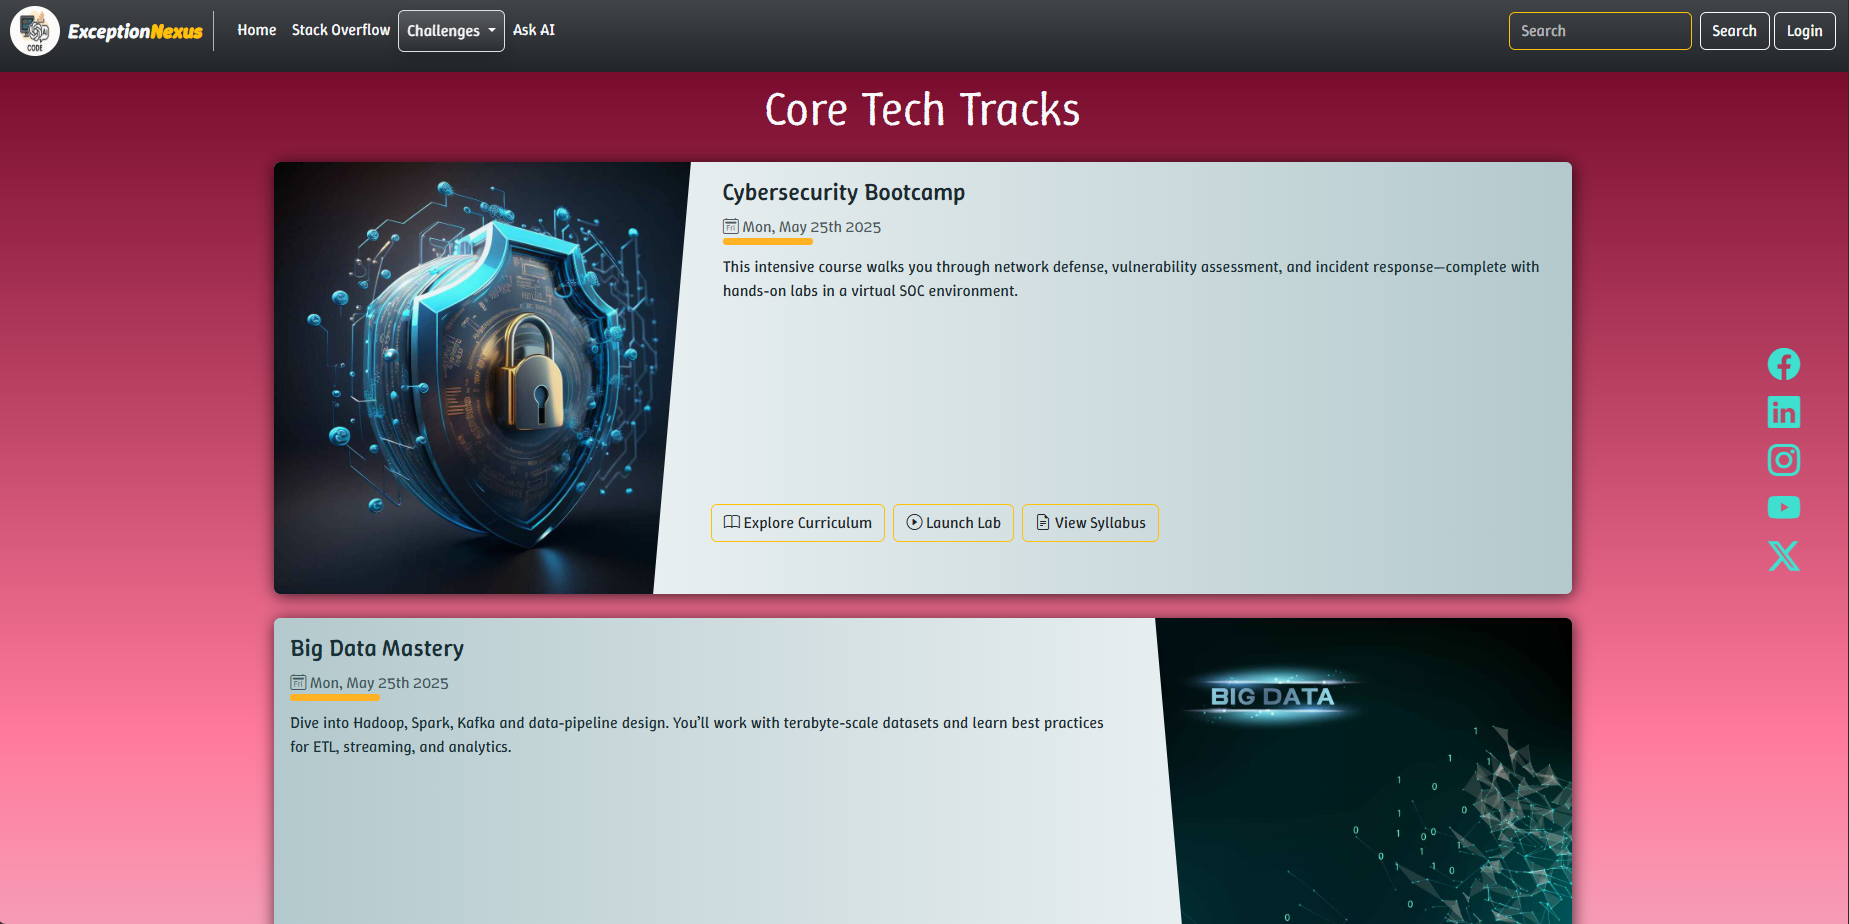 CODE
ExceptionNexus
Home Stack Overflow Challenges Ask AI
Search Search Login
Core Tech Tracks
Cybersecurity Bootcamp
Fri Mon, May 25th 2025
This intensive course walks you through network defense, vulnerability assessment, and incident response—complete with
hands-on labs in a virtual SOC environment.
Explore Curriculum Launch Lab View Syllabus
Big Data Mastery
Fri Mon, May 25th 2025
Dive into Hadoop, Spark, Kafka and data-pipeline design. You’ll work with terabyte-scale datasets and learn best practices
for ETL, streaming, and analytics.
BIG DATA